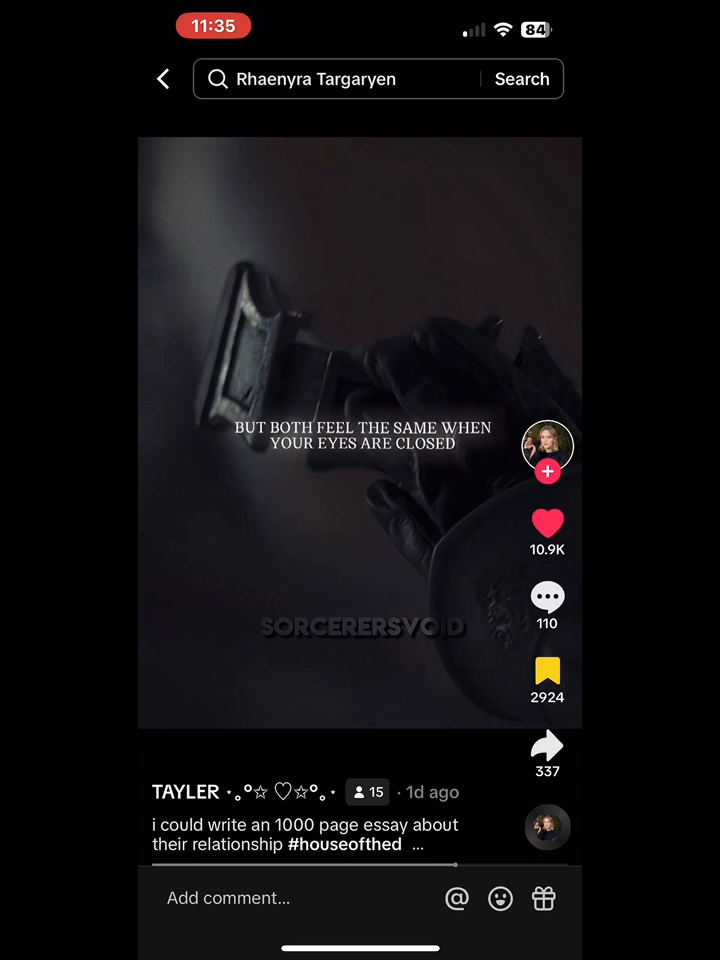 11:35
84
Rhaenyra Targaryen
Search
BUT BOTH FEEL THE SAME WHEN
YOUR EYES ARE CLOSED
10.9K
SORCERERSVOID
110
2924
337
TAYLER ⋆｡°☆ ♡☆°｡⋆ 15 · 1d ago
i could write an 1000 page essay about
their relationship #houseofthed ...
Add comment...